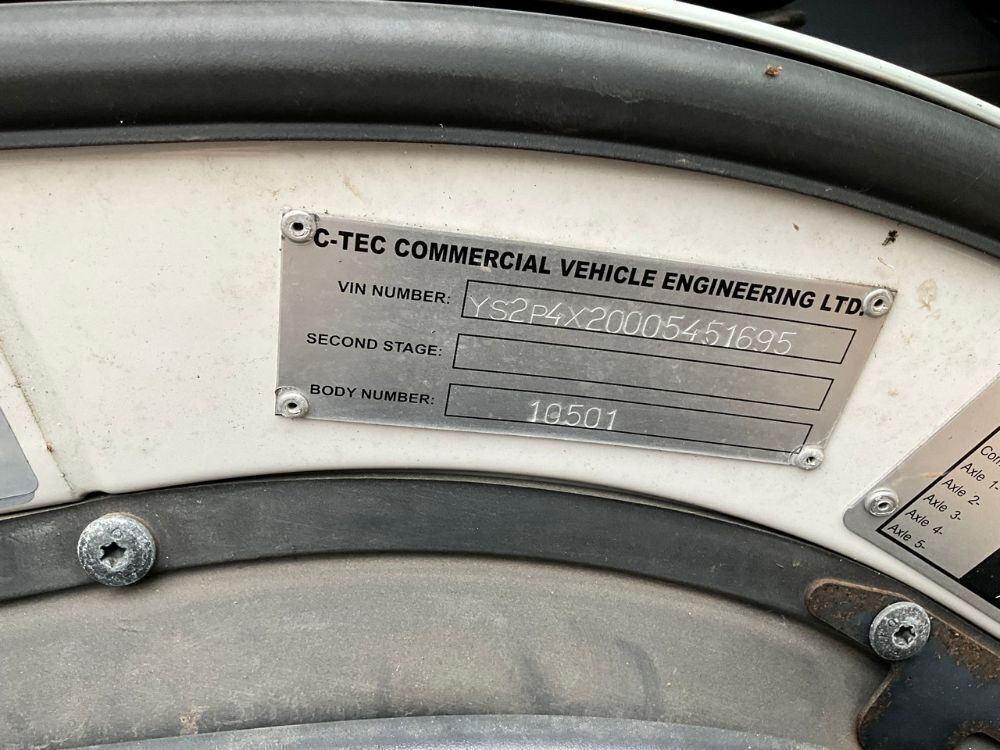 C-TEC COMMERCIAL VEHICLE ENGINEERING LTD.
VIN NUMBER: YS2P4X20005451695
SECOND STAGE:
BODY NUMBER: 10501
Axle 1-
Axle 2-
Axle 3-
Axle 4-
Axle 5-